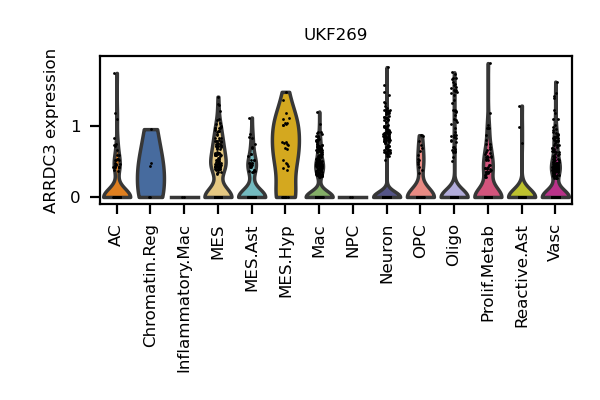 UKF269
ARRDC3 expression
1
0
AC
Chromatin.Reg
Inflammatory.Mac
MES
MES.Ast
MES.Hyp
Mac
NPC
Neuron
OPC
Oligo
Prolif.Metab
Reactive.Ast
Vasc